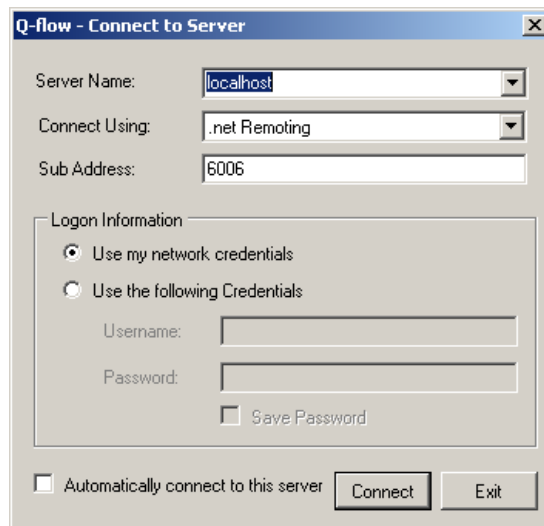 Q-flow - Connect to Server
Server Name: localhost
Connect Using: .net Remoting
Sub Address: 6006
Logon Information
Use my network credentials
Use the following Credentials
Username:
Password:
Save Password
Automatically connect to this server Connect Exit